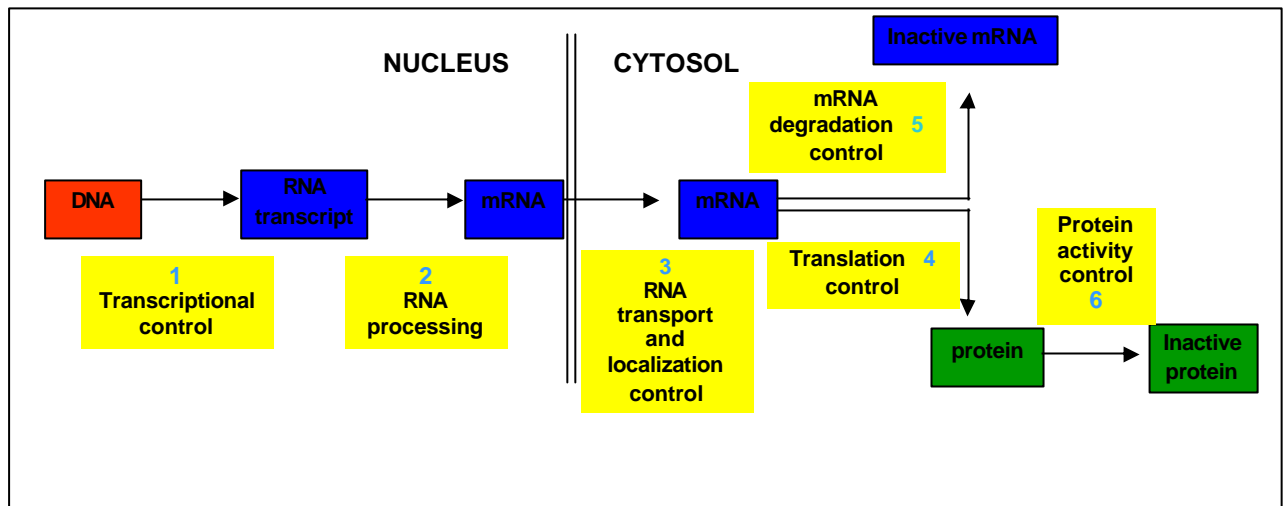 NUCLEUS
CYTOSOL
Inactive mRNA
mRNA
degradation 5
control
DNA
RNA
transcript
mRNA
mRNA
1
Transcriptional
control
2
RNA
processing
3
RNA
transport
and
localization
control
Translation 4
control
Protein
activity
control
6
protein
Inactive
protein